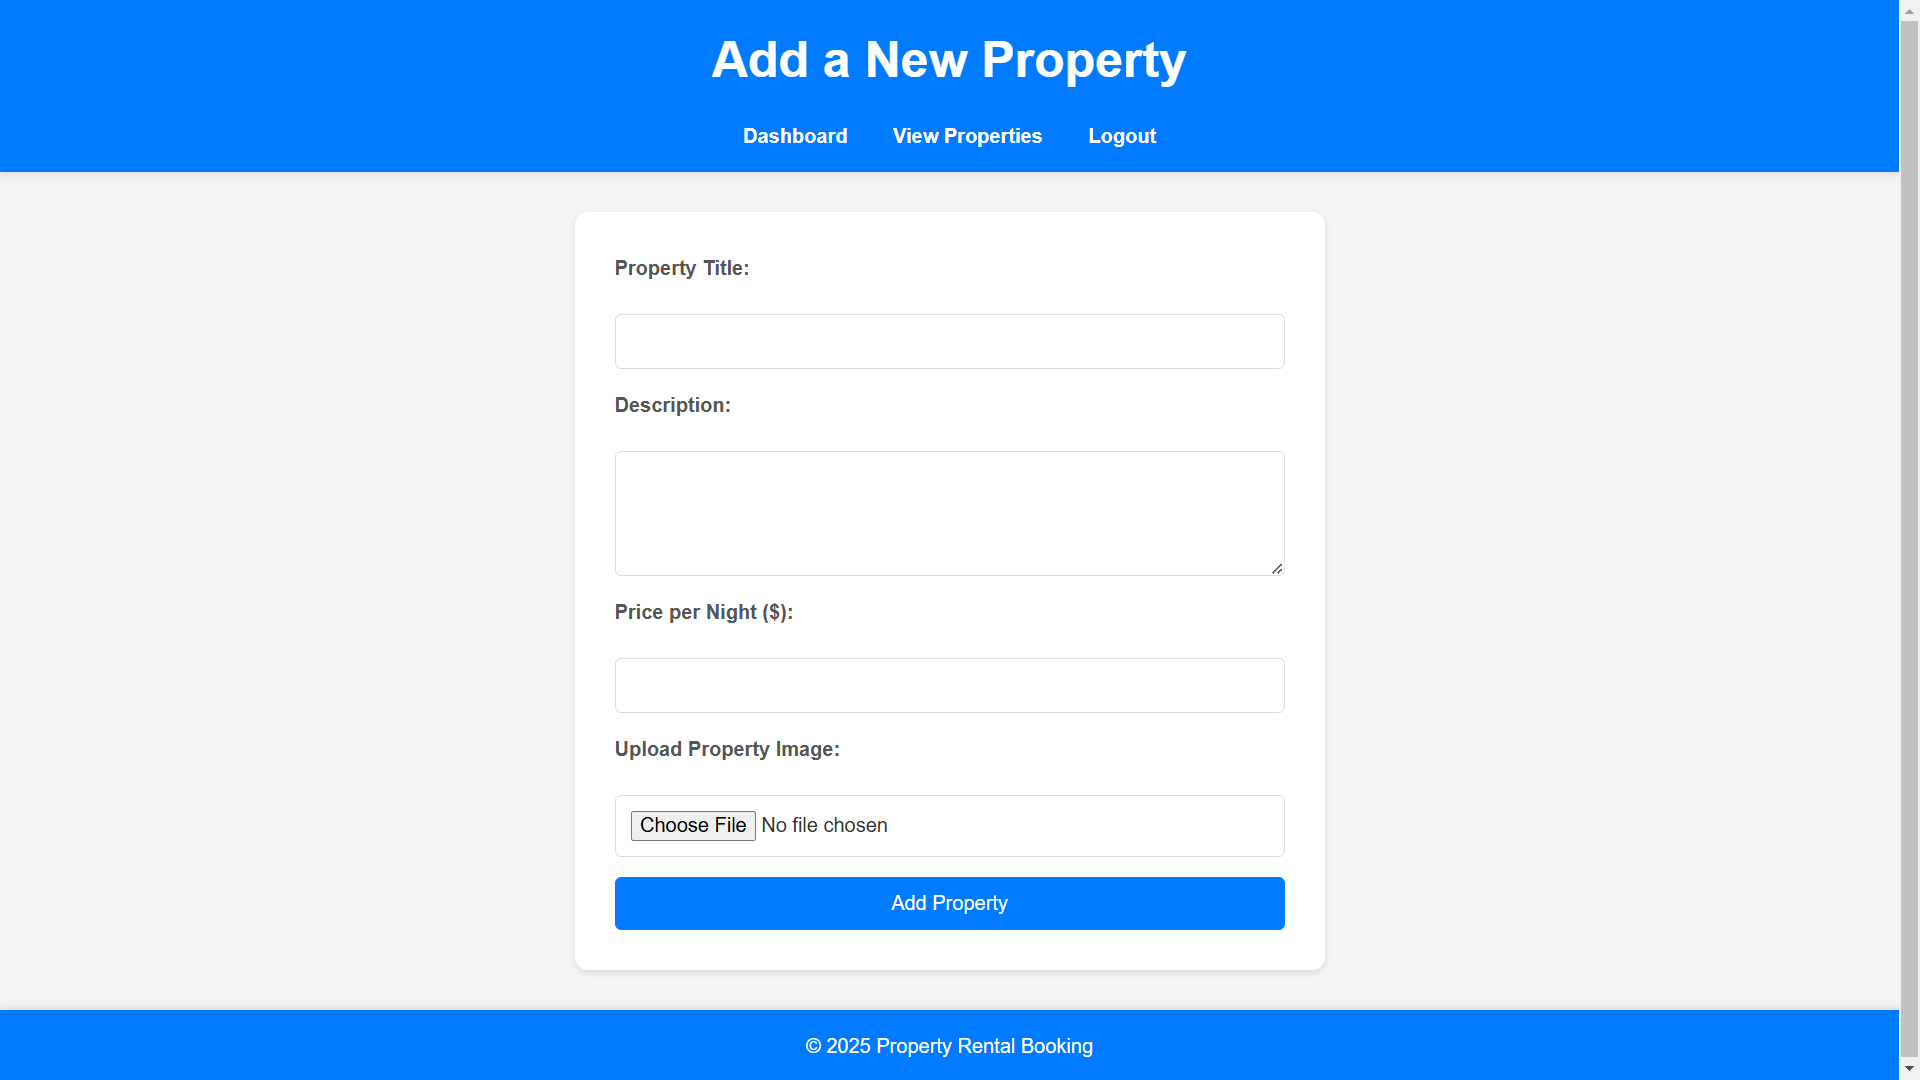 Add a New Property
Dashboard View Properties Logout
Property Title:
Description:
Price per Night ($):
Upload Property Image:
Choose File No file chosen
Add Property
© 2025 Property Rental Booking